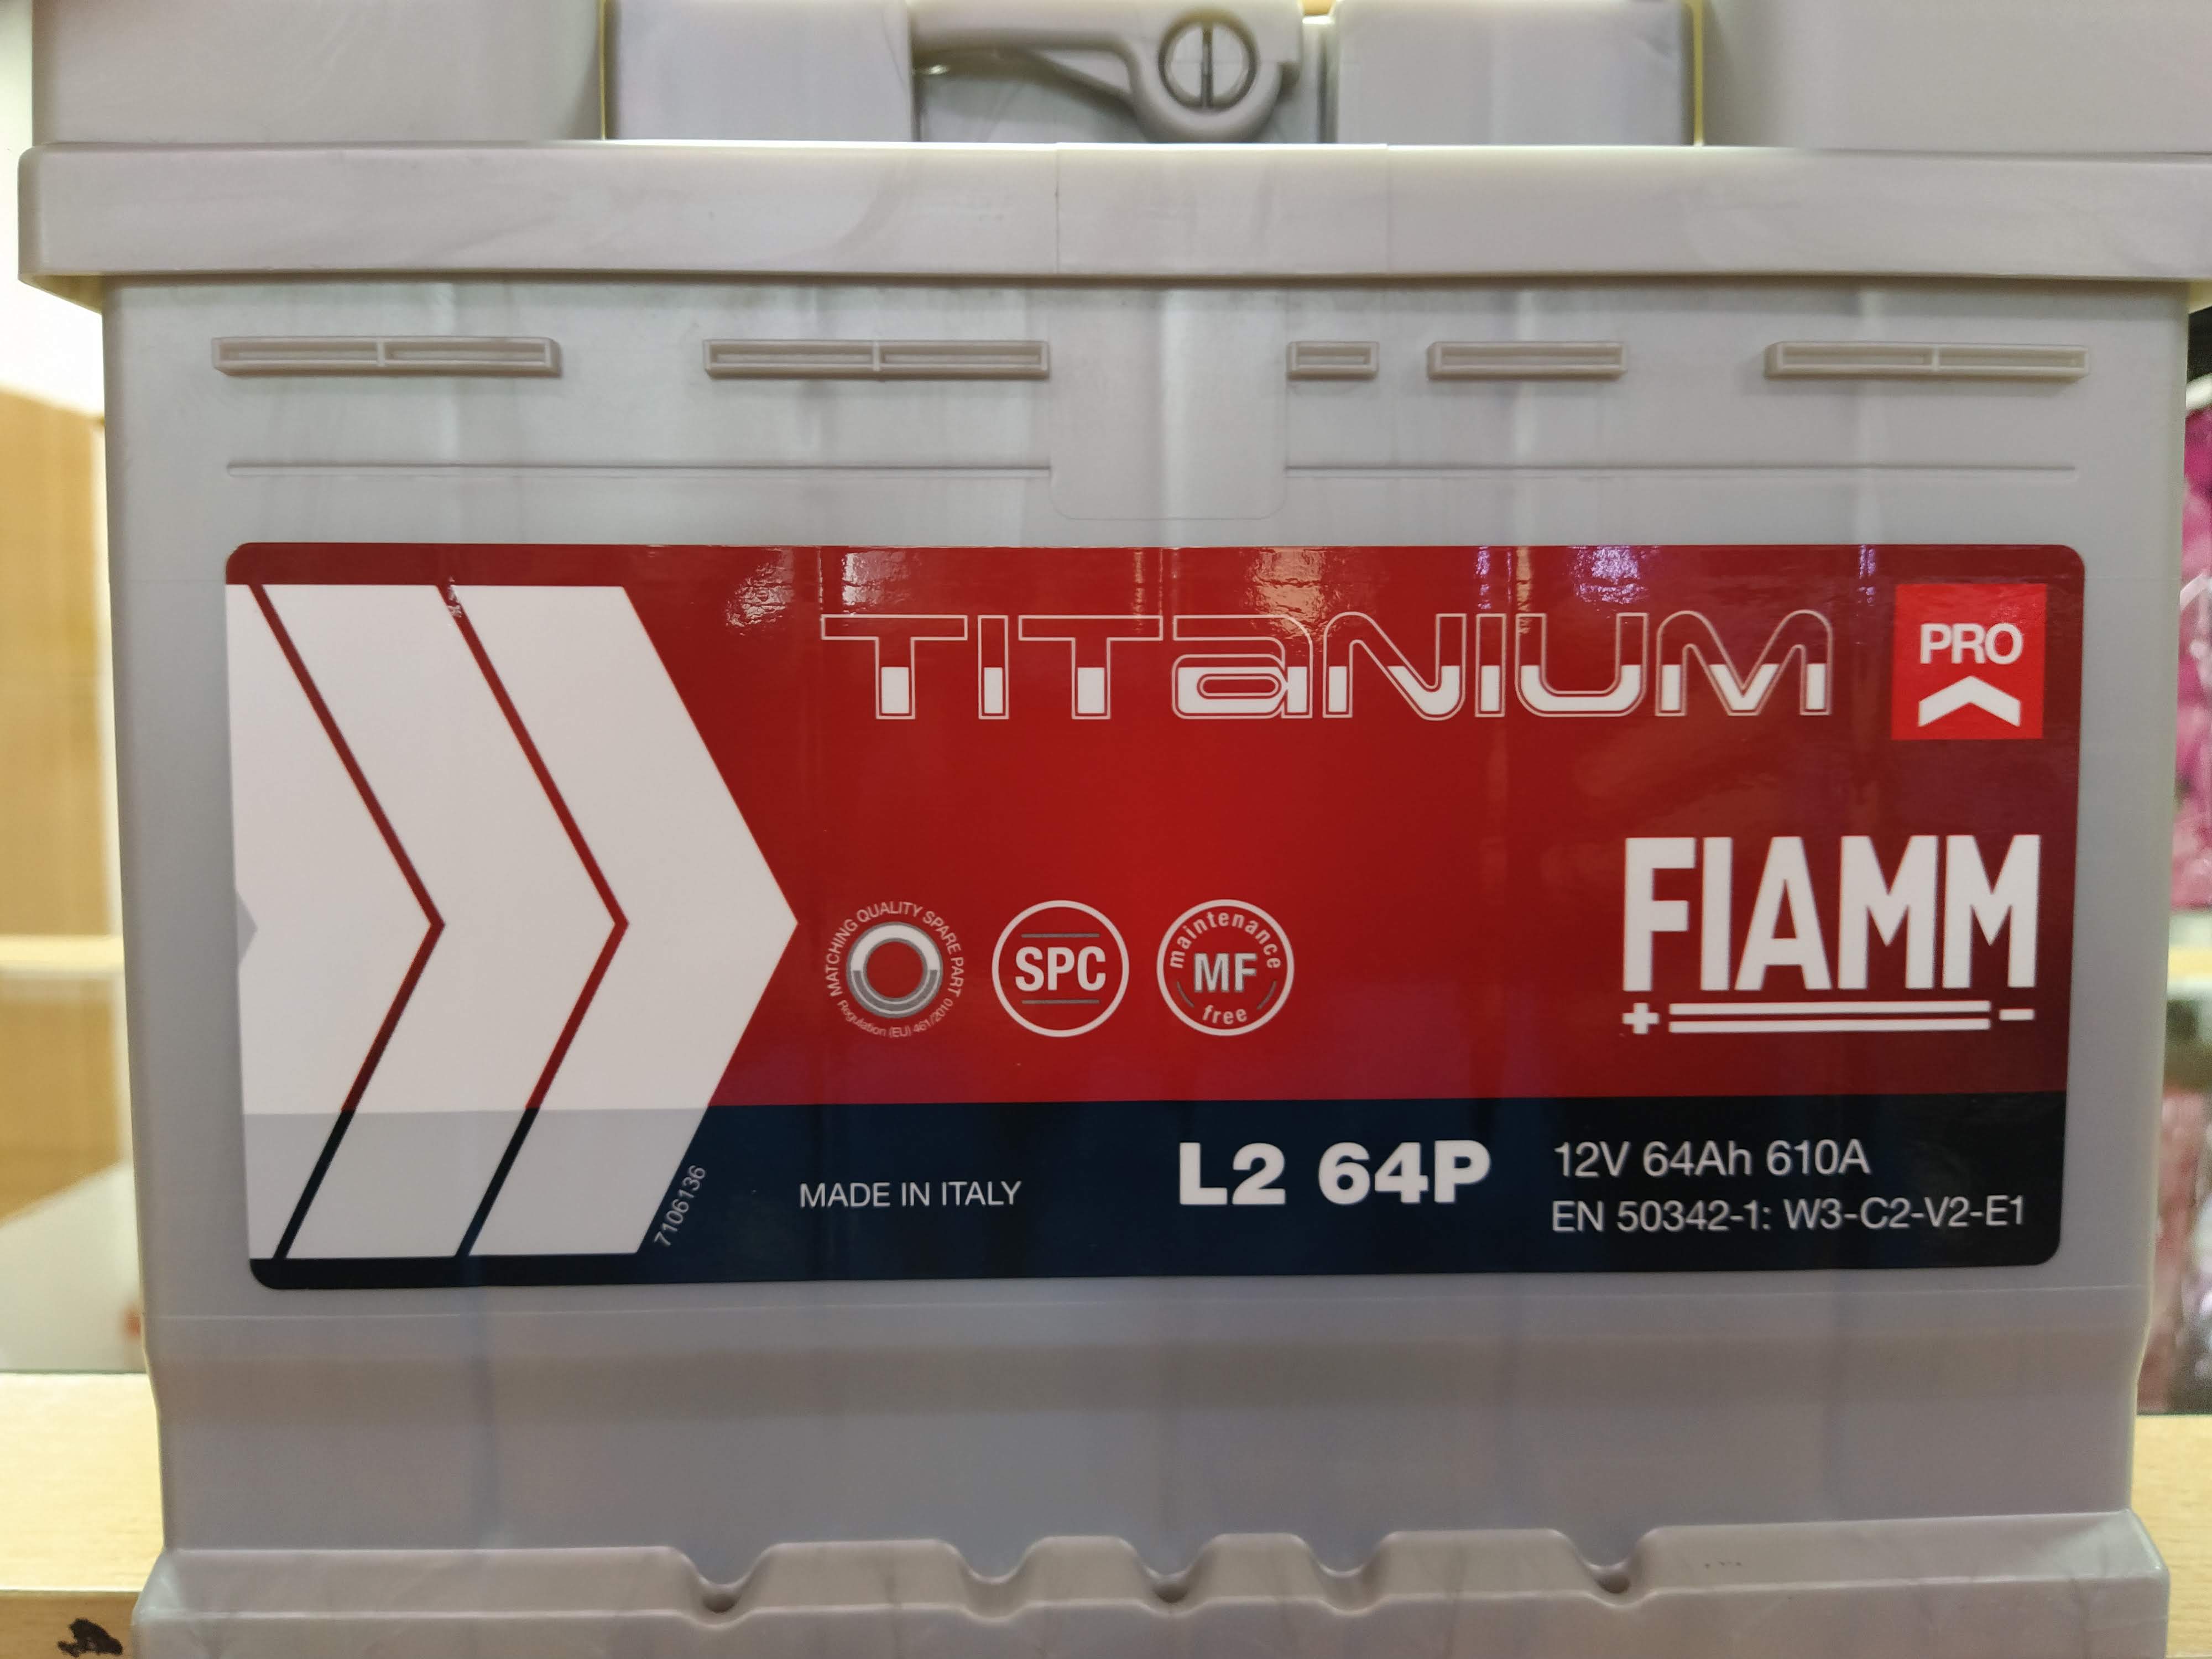 TITaNIUM
PRO
FIAMM
MATCHING QUALITY SPARE PART
Regulation (EU) 461/2010
SPC
maintenance
MF
free
+ -
7106136
MADE IN ITALY
L2 64P
12V 64Ah 610A
EN 50342-1: W3-C2-V2-E1